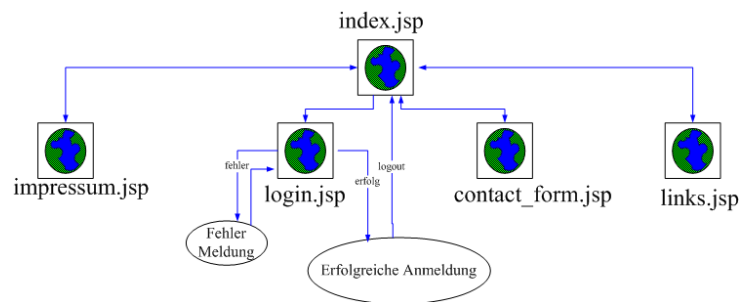 index.jsp
impressum.jsp
login.jsp
contact_form.jsp
links.jsp
fehler
erfolg
logout
Fehler
Meldung
Erfolgreiche Anmeldung